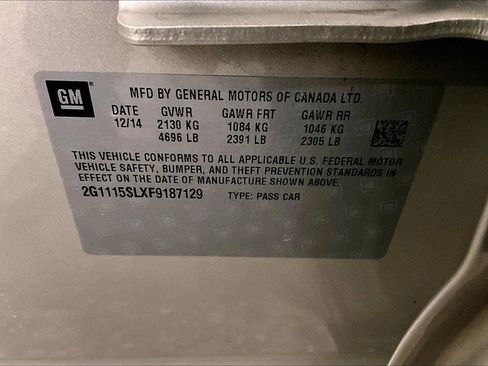 GM
MFD BY GENERAL MOTORS OF CANADA LTD.
DATE GVWR GAWR FRT GAWR RR
12/14 2130 KG 1084 KG 1046 KG
4696 LB 2391 LB 2305 LB
THIS VEHICLE CONFORMS TO ALL APPLICABLE U.S. FEDERAL MOTOR
VEHICLE SAFETY, BUMPER, AND THEFT PREVENTION STANDARDS IN
EFFECT ON THE DATE OF MANUFACTURE SHOWN ABOVE.
2G1115SLXF9187129 TYPE: PASS CAR